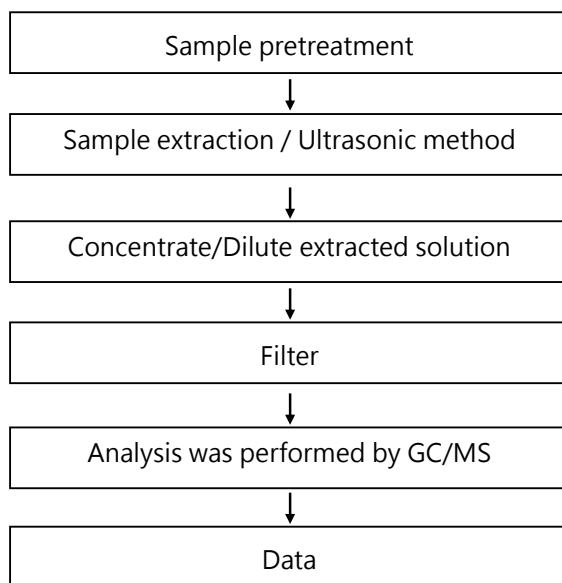 Sample pretreatment
Sample extraction / Ultrasonic method
Concentrate/Dilute extracted solution
Filter
Analysis was performed by GC/MS
Data